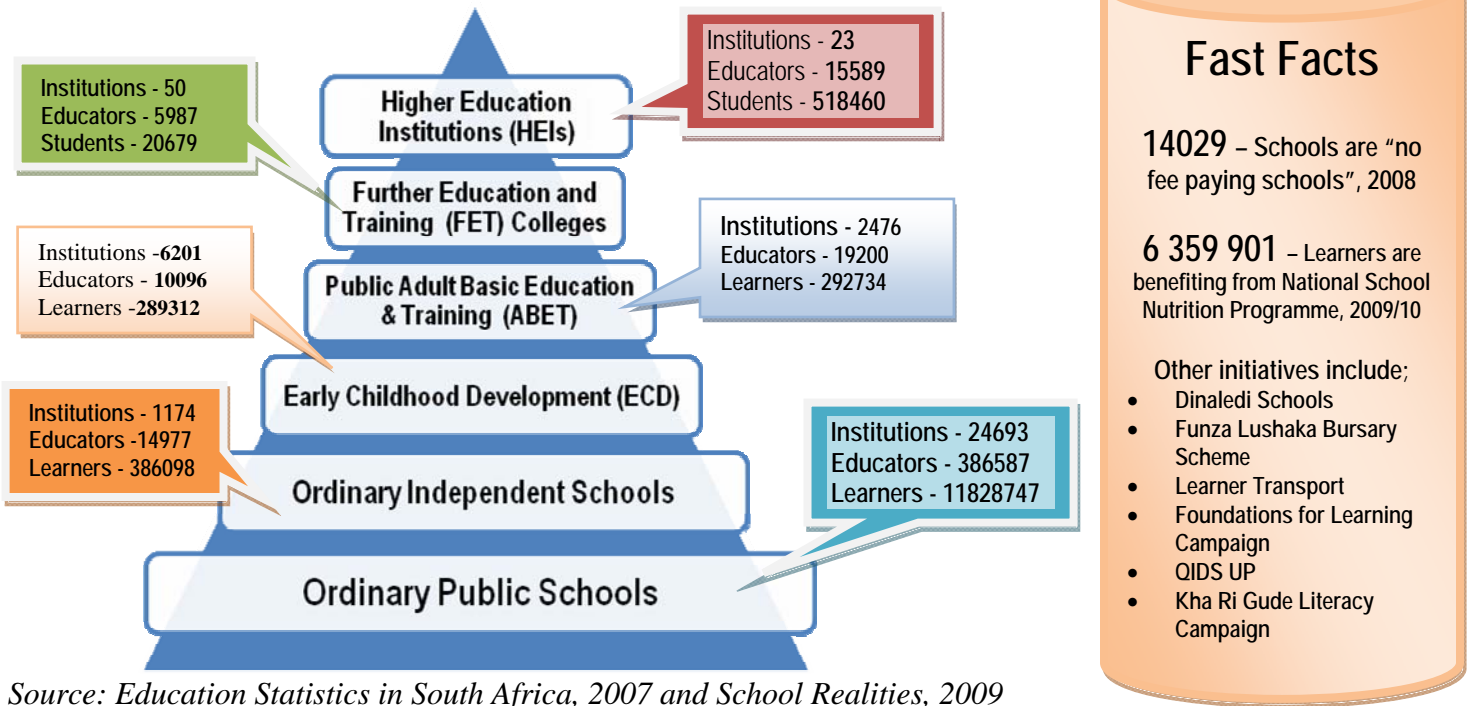 Institutions - 23
Educators - 15589
Students - 518460
Higher Education
Institutions (HEIs)
Institutions - 50
Educators - 5987
Students - 20679
Further Education and
Training (FET) Colleges
Institutions - 2476
Educators - 19200
Learners - 292734
Public Adult Basic Education
& Training (ABET)
Institutions -6201
Educators - 10096
Learners -289312
Early Childhood Development (ECD)
Institutions - 1174
Educators -14977
Learners - 386098
Ordinary Independent Schools
Institutions - 24693
Educators - 386587
Learners - 11828747
Ordinary Public Schools
Source: Education Statistics in South Africa, 2007 and School Realities, 2009
Fast Facts
14029 – Schools are “no
fee paying schools”, 2008
6 359 901 – Learners are
benefiting from National School
Nutrition Programme, 2009/10
Other initiatives include;
• Dinaledi Schools
• Funza Lushaka Bursary
Scheme
• Learner Transport
• Foundations for Learning
Campaign
• QIDS UP
• Kha Ri Gude Literacy
Campaign